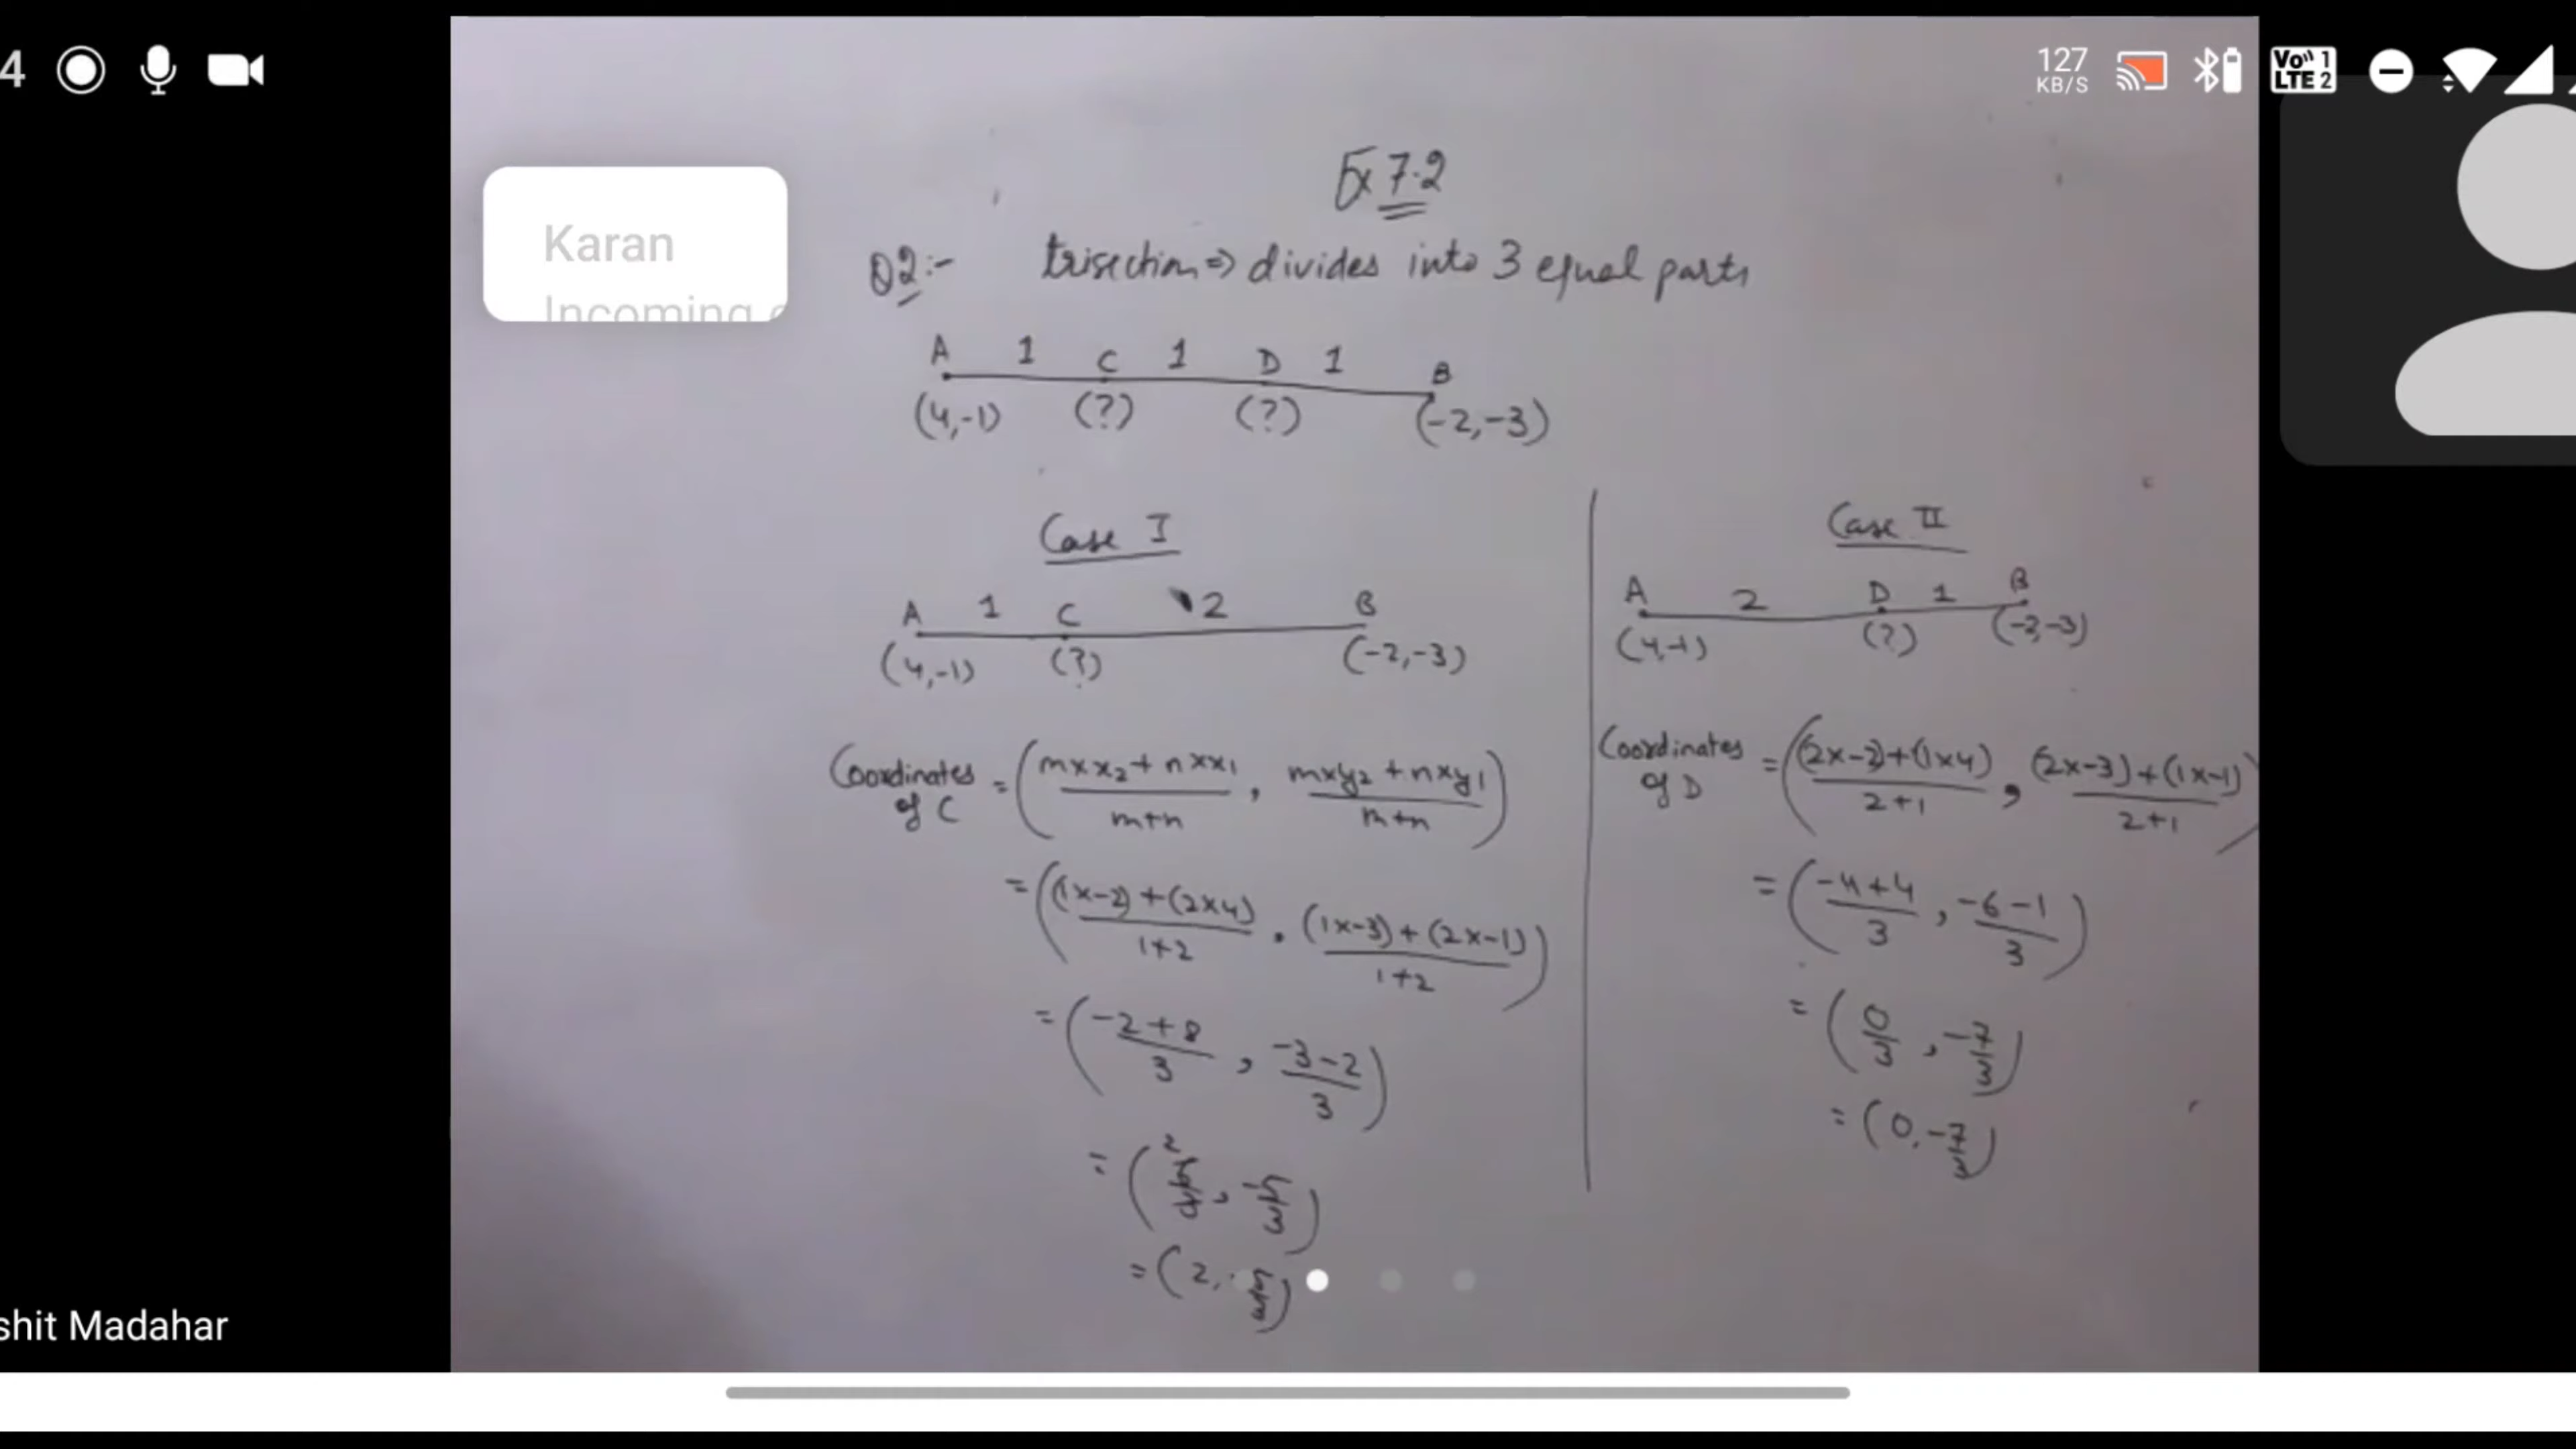 4
127
KB/S
Vo 1
LTE 2
Karan
Incoming
Ex 7.2
Q2:- trisection => divides into 3 equal parts
A 1 C 1 D 1 B
(4,-1) (?) (?) (-2,-3)
Case I
A 1 C 2 B
(4,-1) (?) (-2,-3)
Coordinates of C = (m×x₂ + n×x₁ / m+n , m×y₂ + n×y₁ / m+n)
= ((1×-2)+(2×4) / 1+2 , (1×-3)+(2×-1) / 1+2)
= (-2+8 / 3 , -3-2 / 3)
= (6/3 2 , -5/3)
= (2, -5/3)
Case II
A 2 D 1 B
(4,-1) (?) (-2,-3)
Coordinates of D = ((2×-2)+(1×4) / 2+1 , (2×-3)+(1×-1) / 2+1)
= (-4+4 / 3 , -6-1 / 3)
= (0/3 , -7/3)
= (0, -7/3)
shit Madahar